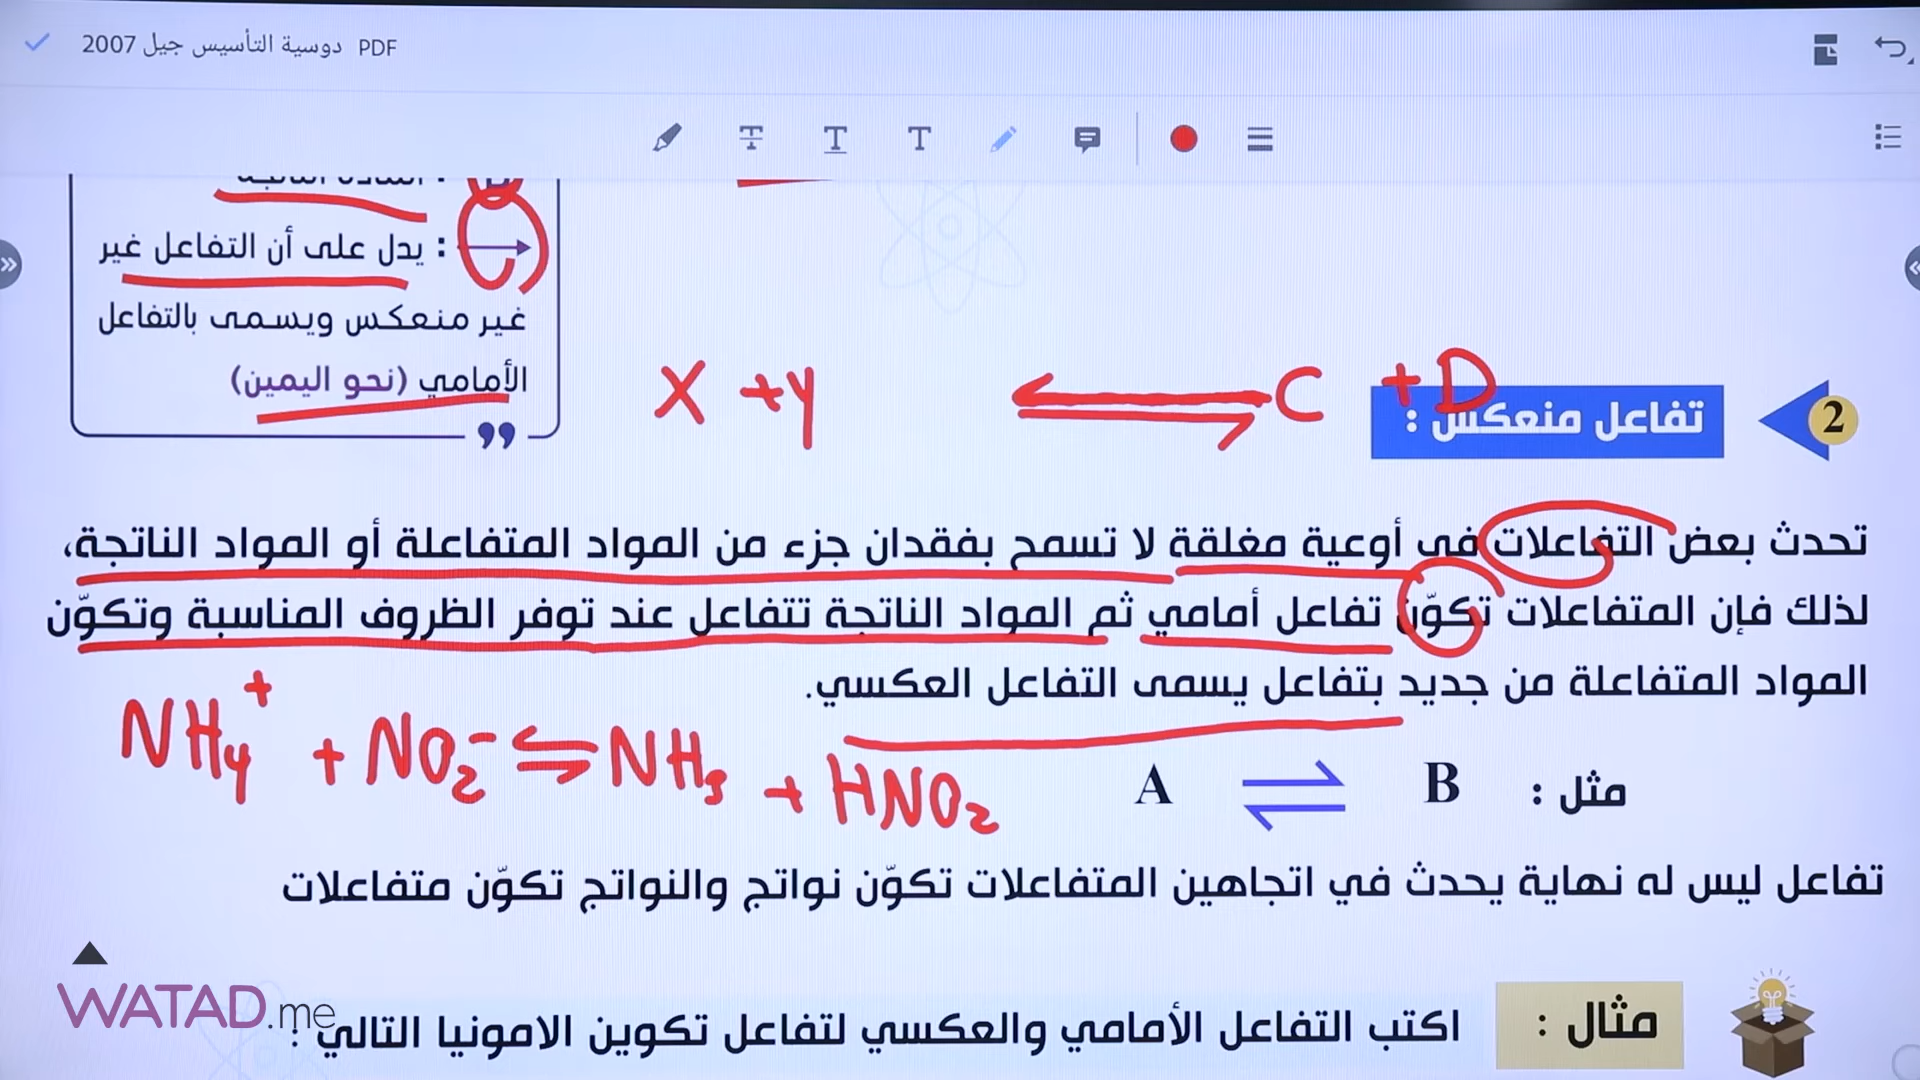 دوسية التأسيس جيل 2007 PDF
: يدل على أن التفاعل غير
غير منعكس ويسمى بالتفاعل
الأمامي (نحو اليمين)
X + y ⇌ C + D
2 تفاعل منعكس :
تحدث بعض التفاعلات في أوعية مغلقة لا تسمح بفقدان جزء من المواد المتفاعلة أو المواد الناتجة،
لذلك فإن المتفاعلات تكوّن تفاعل أمامي ثم المواد الناتجة تتفاعل عند توفر الظروف المناسبة وتكوّن
المواد المتفاعلة من جديد بتفاعل يسمى التفاعل العكسي.
NH4+ + NO2- ⇌ NH3 + HNO2
مثل : A ⇌ B
تفاعل ليس له نهاية يحدث في اتجاهين المتفاعلات تكوّن نواتج والنواتج تكوّن متفاعلات
WATAD.me
مثال : اكتب التفاعل الأمامي والعكسي لتفاعل تكوين الامونيا التالي :